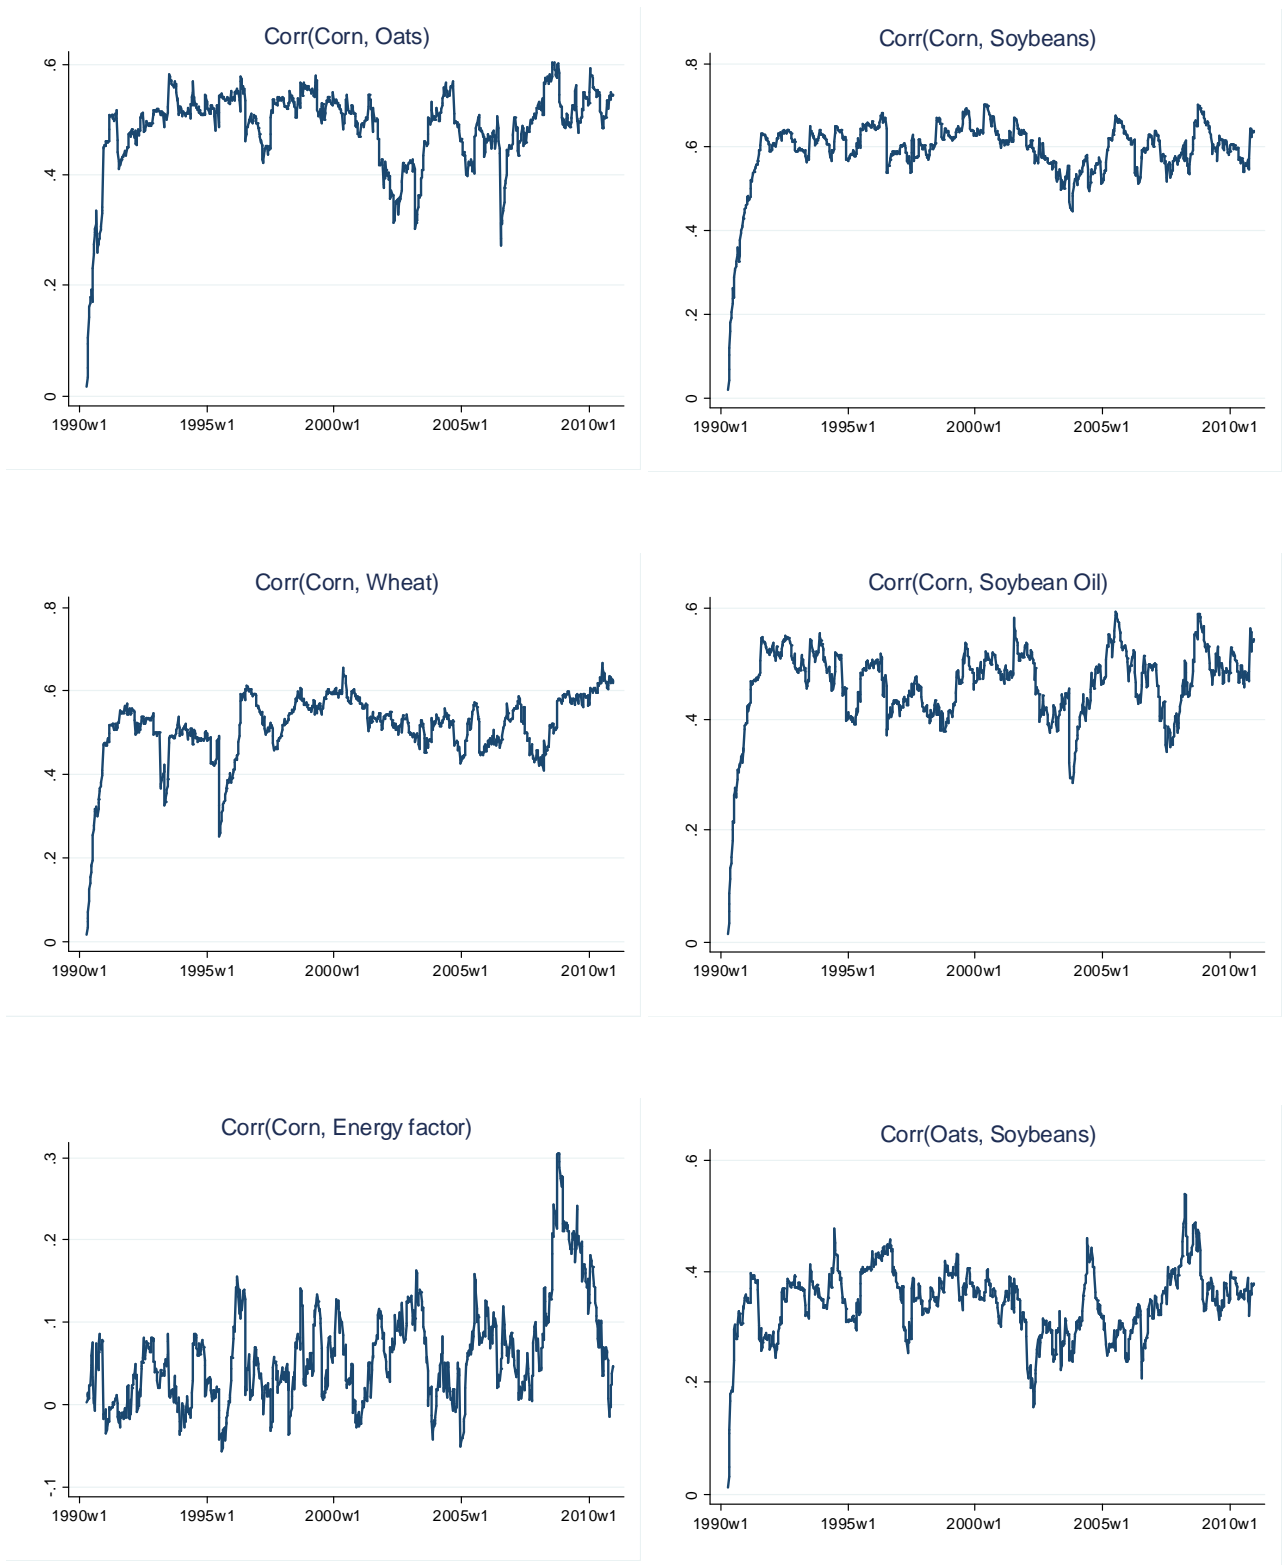 Corr(Corn, Oats)
.6
.4
.2
0
1990w1 1995w1 2000w1 2005w1 2010w1
Corr(Corn, Soybeans)
.8
.6
.4
.2
0
1990w1 1995w1 2000w1 2005w1 2010w1
Corr(Corn, Wheat)
.8
.6
.4
.2
0
1990w1 1995w1 2000w1 2005w1 2010w1
Corr(Corn, Soybean Oil)
.6
.4
.2
0
1990w1 1995w1 2000w1 2005w1 2010w1
Corr(Corn, Energy factor)
.3
.2
.1
0
-.1
1990w1 1995w1 2000w1 2005w1 2010w1
Corr(Oats, Soybeans)
.6
.4
.2
0
1990w1 1995w1 2000w1 2005w1 2010w1